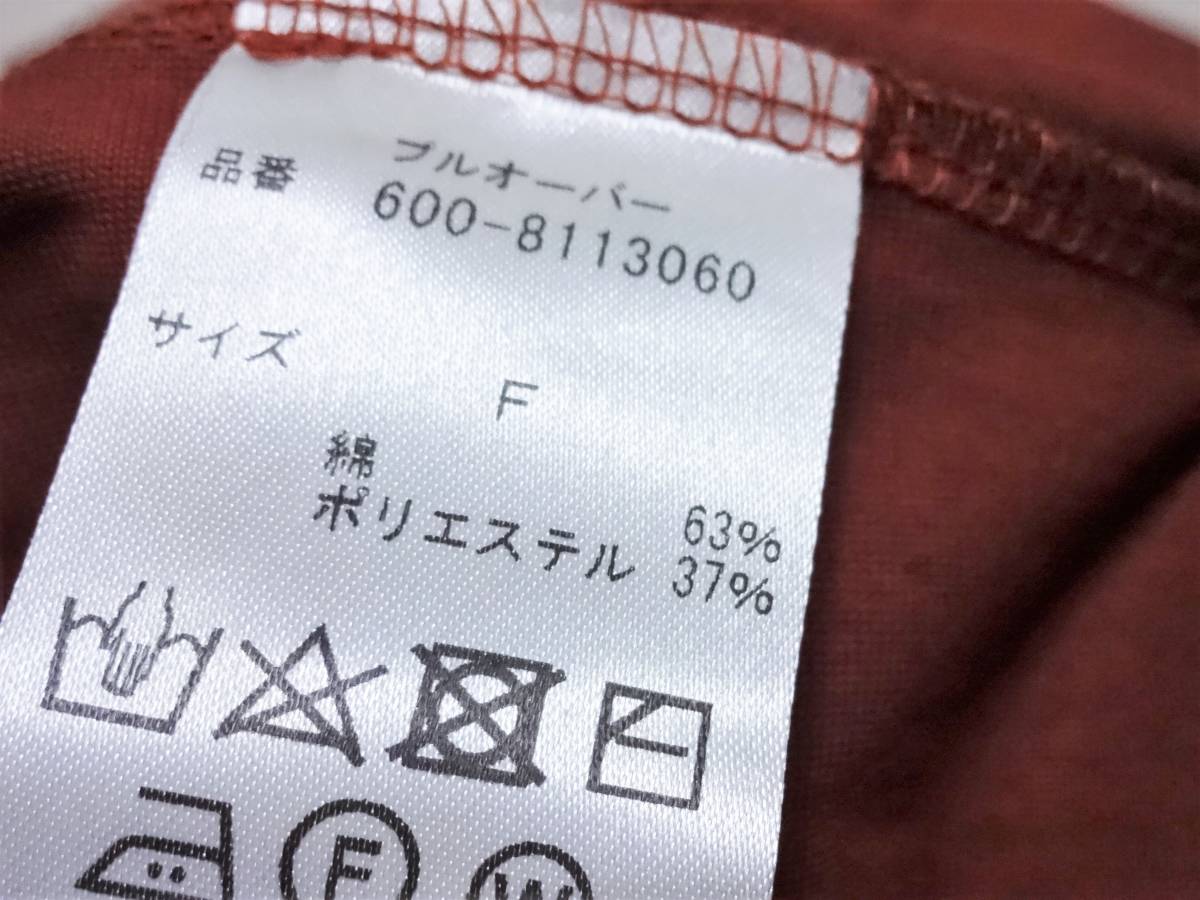 プルオーバー
品番 600-8113060
サイズ
F
綿 63%
ポリエステル 37%
F W